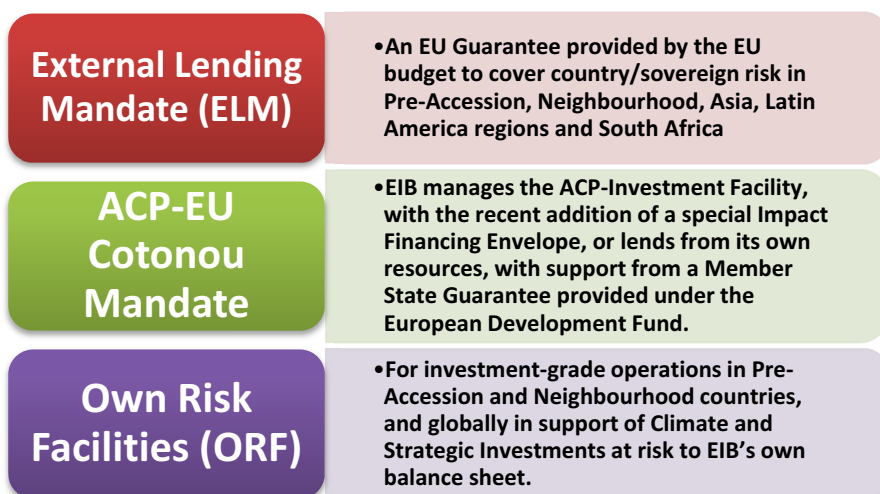 External Lending
Mandate (ELM)
•An EU Guarantee provided by the EU
budget to cover country/sovereign risk in
Pre-Accession, Neighbourhood, Asia, Latin
America regions and South Africa
ACP-EU
Cotonou
Mandate
•EIB manages the ACP-Investment Facility,
with the recent addition of a special Impact
Financing Envelope, or lends from its own
resources, with support from a Member
State Guarantee provided under the
European Development Fund.
Own Risk
Facilities (ORF)
•For investment-grade operations in Pre-
Accession and Neighbourhood countries,
and globally in support of Climate and
Strategic Investments at risk to EIB’s own
balance sheet.